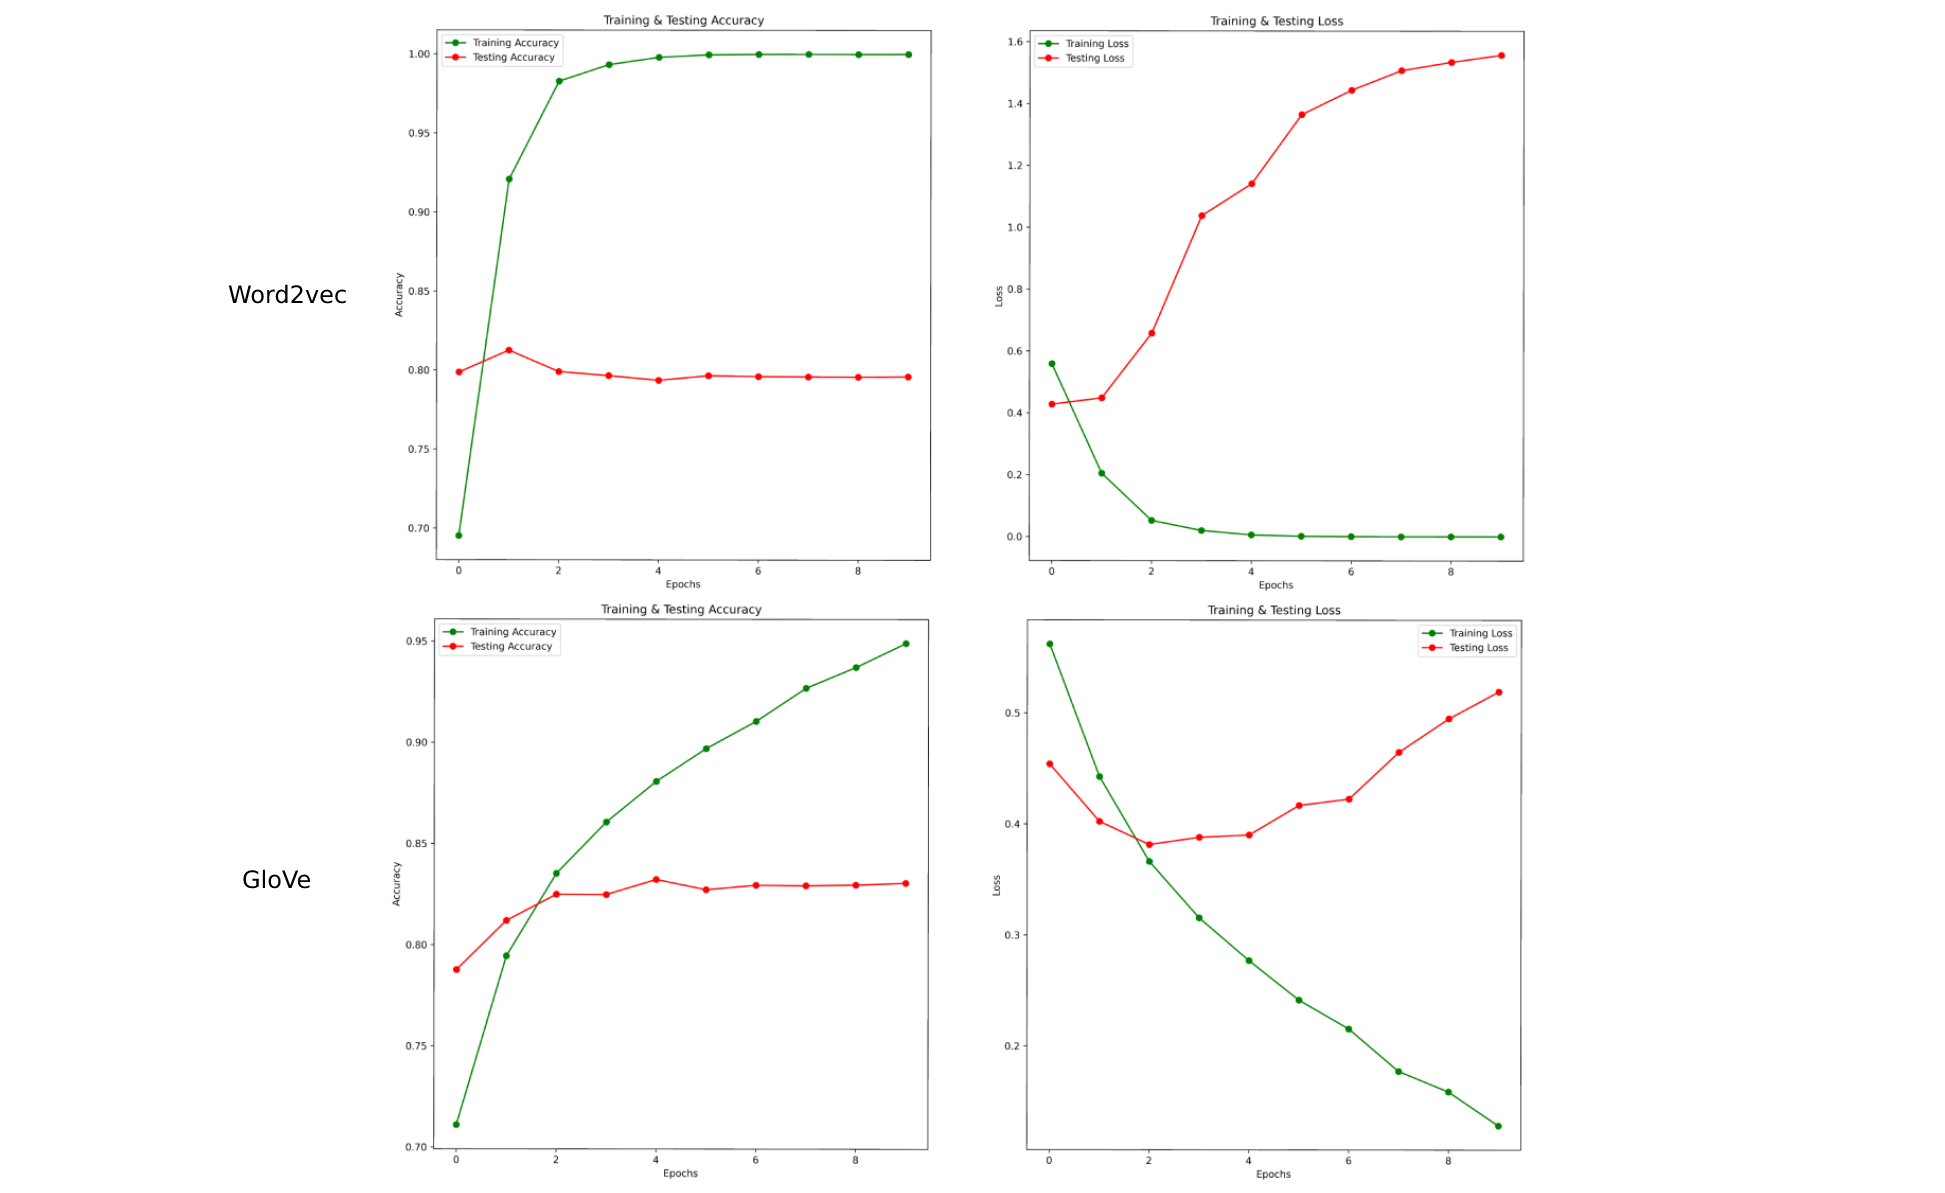 Training & Testing Accuracy
Training Accuracy
Testing Accuracy
1.00
0.95
0.90
0.85
0.80
0.75
0.70
Accuracy
0 2 4 6 8
Epochs
Training & Testing Loss
Training Loss
Testing Loss
1.6
1.4
1.2
1.0
0.8
0.6
0.4
0.2
0.0
Loss
0 2 4 6 8
Epochs
Word2vec
Training & Testing Accuracy
Training Accuracy
Testing Accuracy
0.95
0.90
0.85
0.80
0.75
0.70
Accuracy
0 2 4 6 8
Epochs
Training & Testing Loss
Training Loss
Testing Loss
0.5
0.4
0.3
0.2
Loss
0 2 4 6 8
Epochs
GloVe